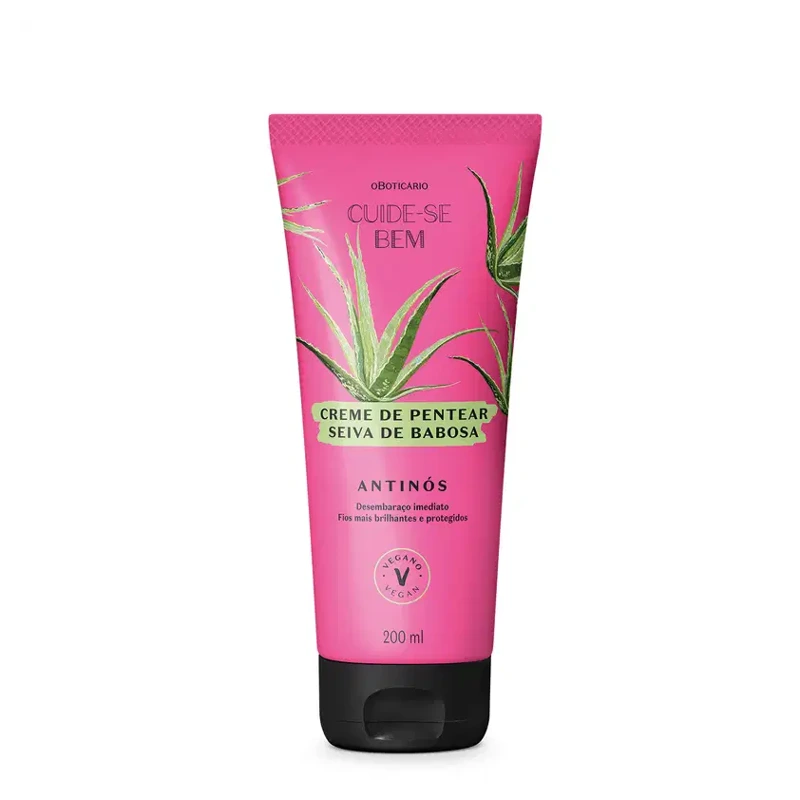 oBOTICÁRIO
CUIDE-SE
BEM
CREME DE PENTEAR
SEIVA DE BABOSA
ANTINÓS
Desembaraço imediato
Fios mais brilhantes e protegidos
VEGANO
V
VEGAN
200 ml